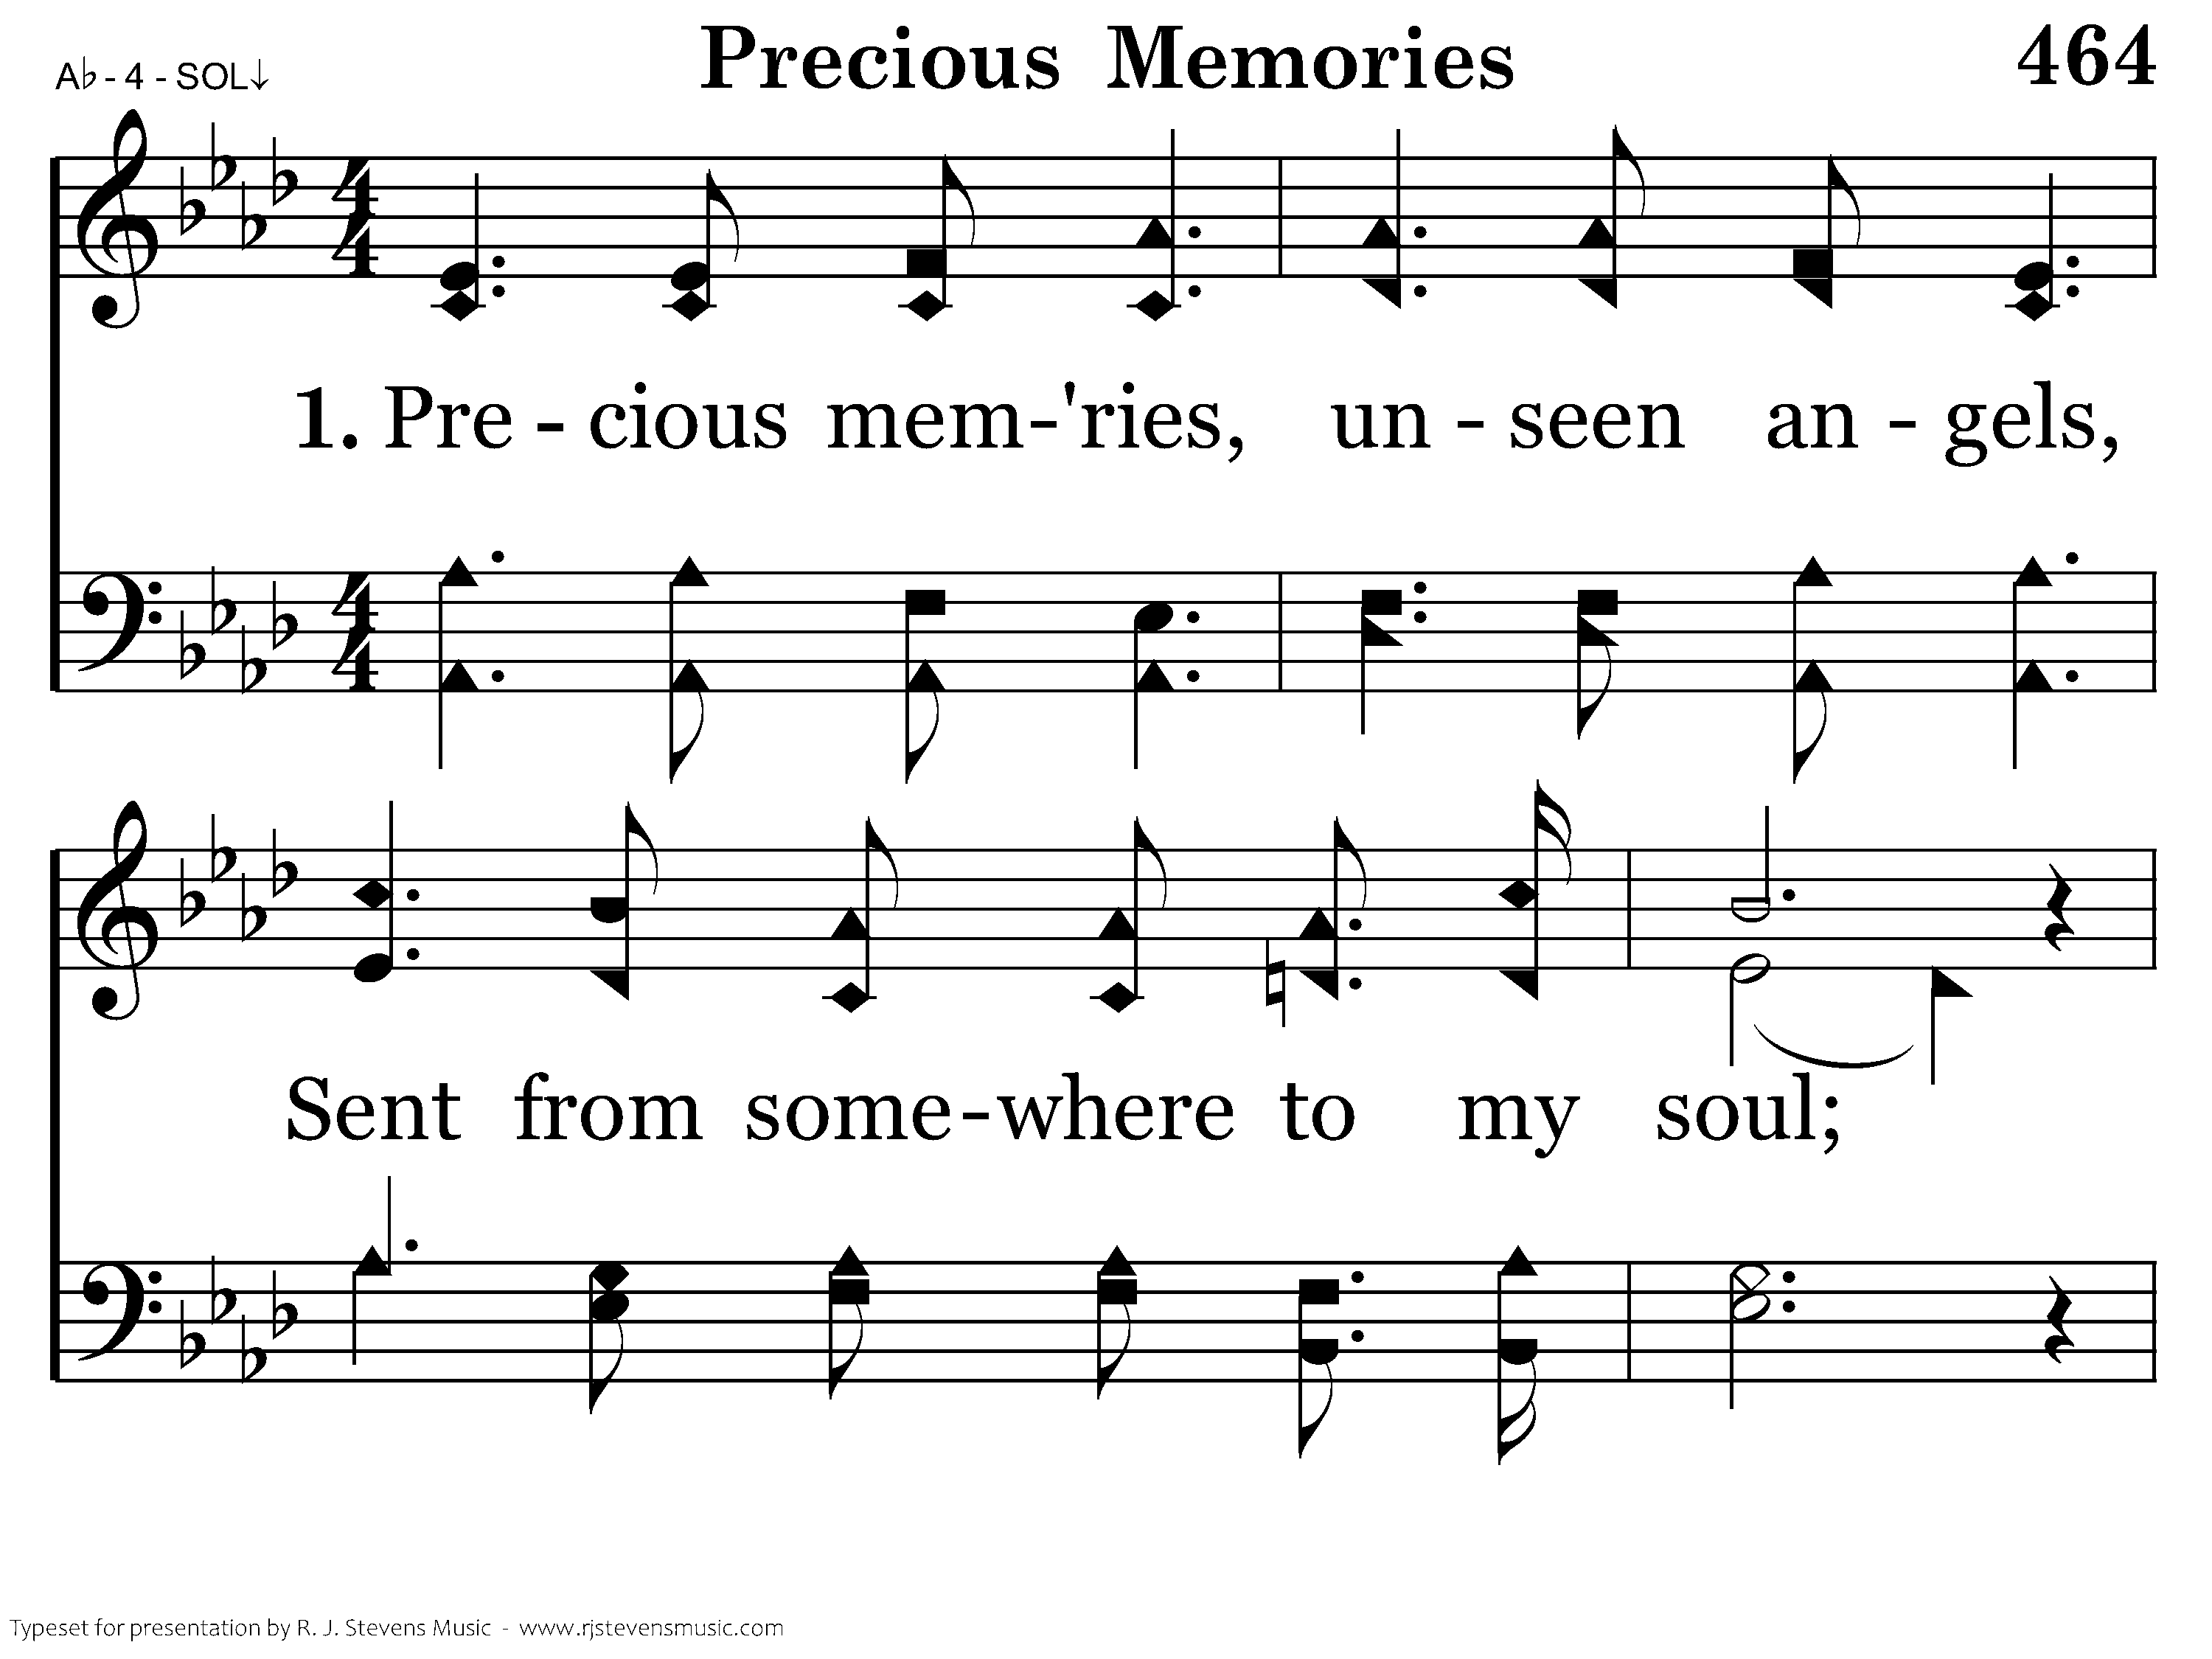 Precious Memories 464
A♭ - 4 - SOL↓
1. Pre - cious mem-'ries, un - seen an - gels,
Sent from some-where to my soul;
Typeset for presentation by R. J. Stevens Music - www.rjstevensmusic.com